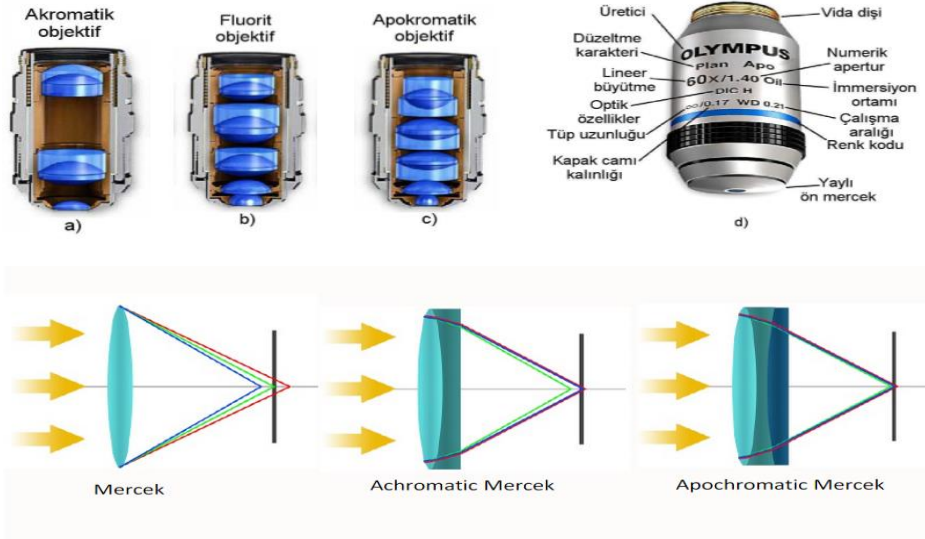 Akromatik
objektif
Fluorit
objektif
Apokromatik
objektif
a)
b)
c)
Üretici
Düzeltme
karakteri
Lineer
büyütme
Optik
özellikler
Tüp uzunluğu
Kapak camı
kalınlığı
OLYMPUS
Plan Apo
60X/1.40 Oil
DIC H
∞/0.17 WD 0.21
Vida dişi
Numerik
apertur
İmmersiyon
ortamı
Çalışma
aralığı
Renk kodu
Yaylı
ön mercek
d)
Mercek
Achromatic Mercek
Apochromatic Mercek